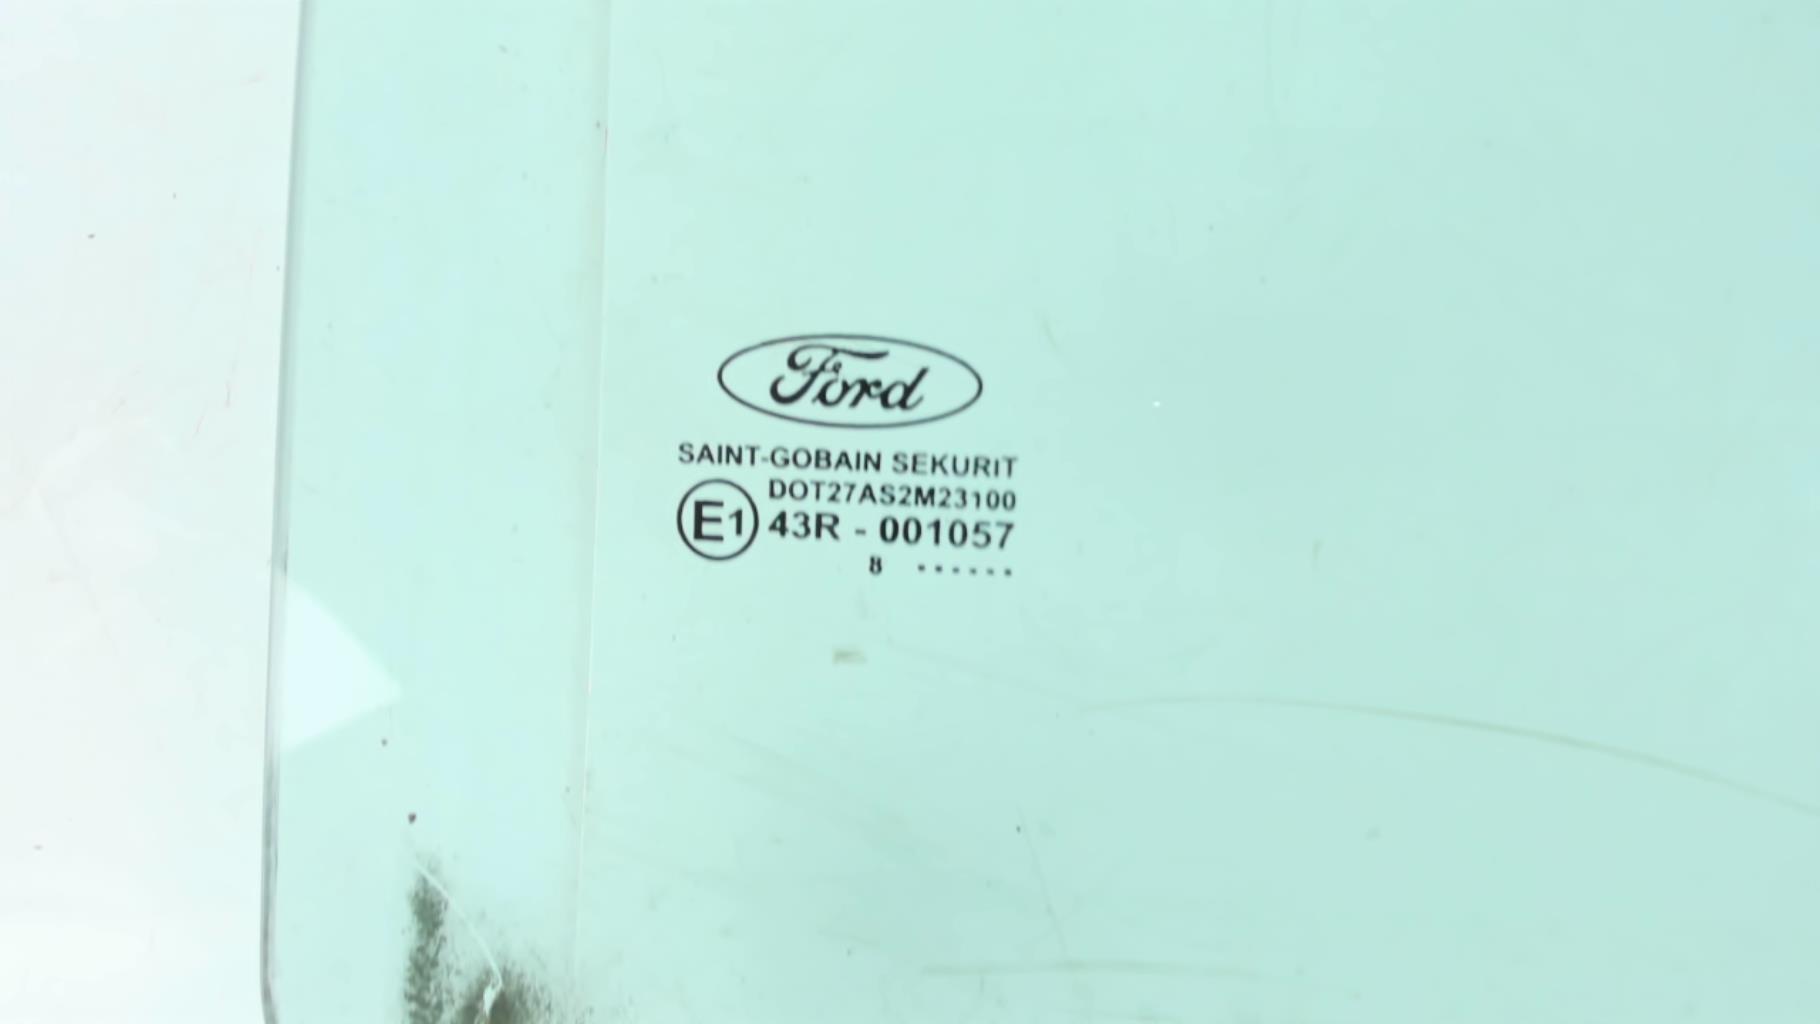 Ford
SAINT-GOBAIN SEKURIT
DOT27AS2M23100
E1 43R - 001057
8 ......